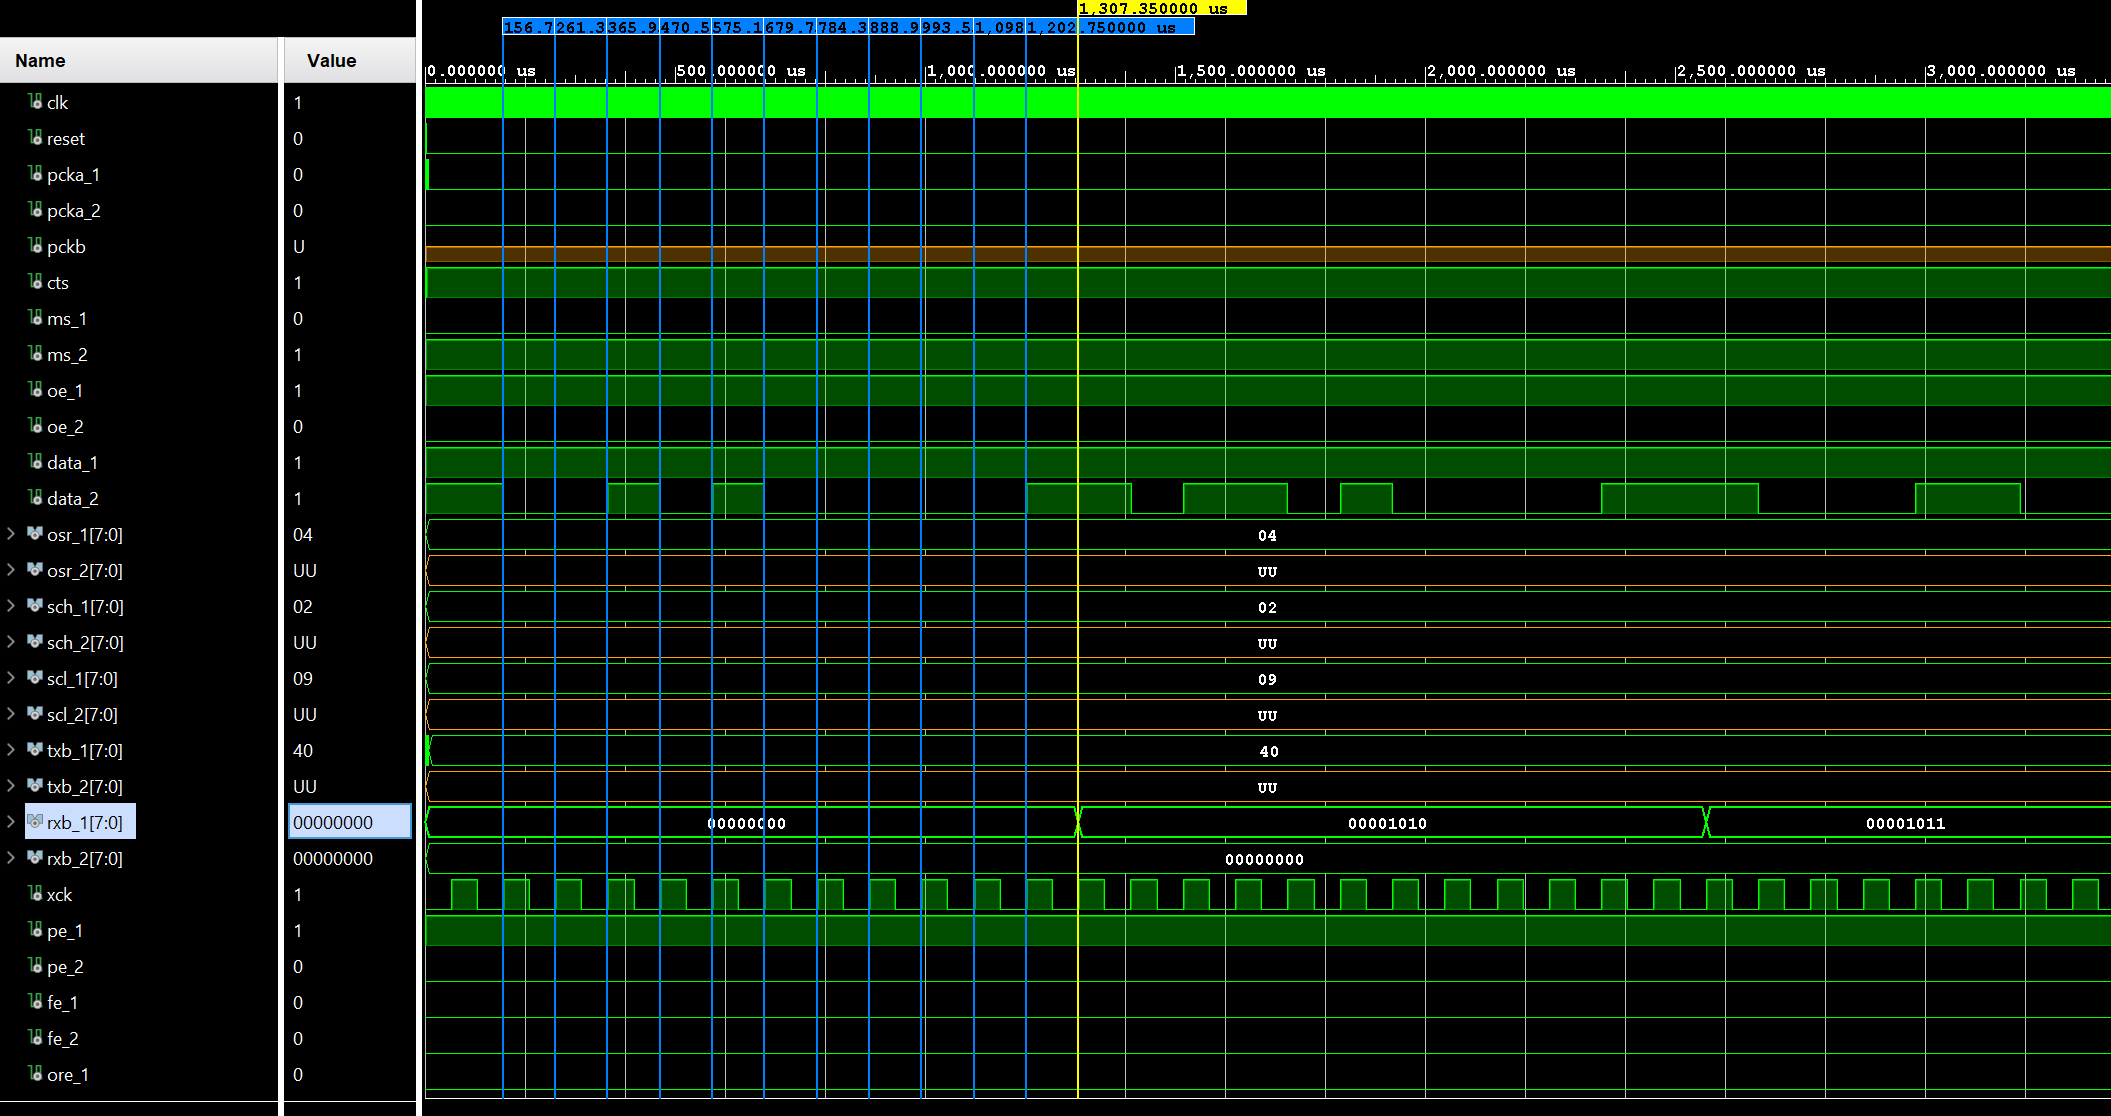 1,307.350000 us
156.7 261.3 365.9 470.5 575.1 679.7 784.3 888.9 993.5 1,098 1,202.750000 us
Name Value
0.000000 us 500.000000 us 1,000.000000 us 1,500.000000 us 2,000.000000 us 2,500.000000 us 3,000.000000 us
clk 1
reset 0
pcka_1 0
pcka_2 0
pckb U
cts 1
ms_1 0
ms_2 1
oe_1 1
oe_2 0
data_1 1
data_2 1
osr_1[7:0] 04 04
osr_2[7:0] UU UU
sch_1[7:0] 02 02
sch_2[7:0] UU UU
scl_1[7:0] 09 09
scl_2[7:0] UU UU
txb_1[7:0] 40 40
txb_2[7:0] UU UU
rxb_1[7:0] 00000000 00000000 00001010 00001011
rxb_2[7:0] 00000000 00000000
xck 1
pe_1 1
pe_2 0
fe_1 0
fe_2 0
ore_1 0